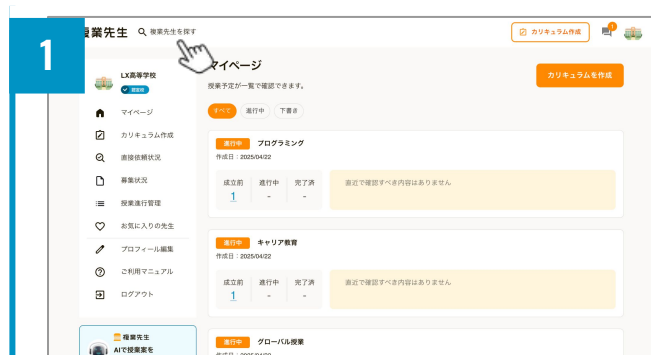 1
授業先生
複業先生を探す
カリキュラム作成
1
LX高等学校
マイページ
カリキュラム作成
直接依頼状況
募集状況
授業進行管理
お気に入りの先生
プロフィール編集
ご利用マニュアル
ログアウト
複業先生
AIで授業案を
マイページ
授業予定が一覧で確認できます。
カリキュラムを作成
すべて
進行中
下書き
進行中 プログラミング
作成日：2025/04/22
成立前 進行中 完了済
1 - -
直近で確認すべき内容はありません
進行中 キャリア教育
作成日：2025/04/22
成立前 進行中 完了済
1 - -
直近で確認すべき内容はありません
進行中 グローバル授業
作成日：2025/04/22